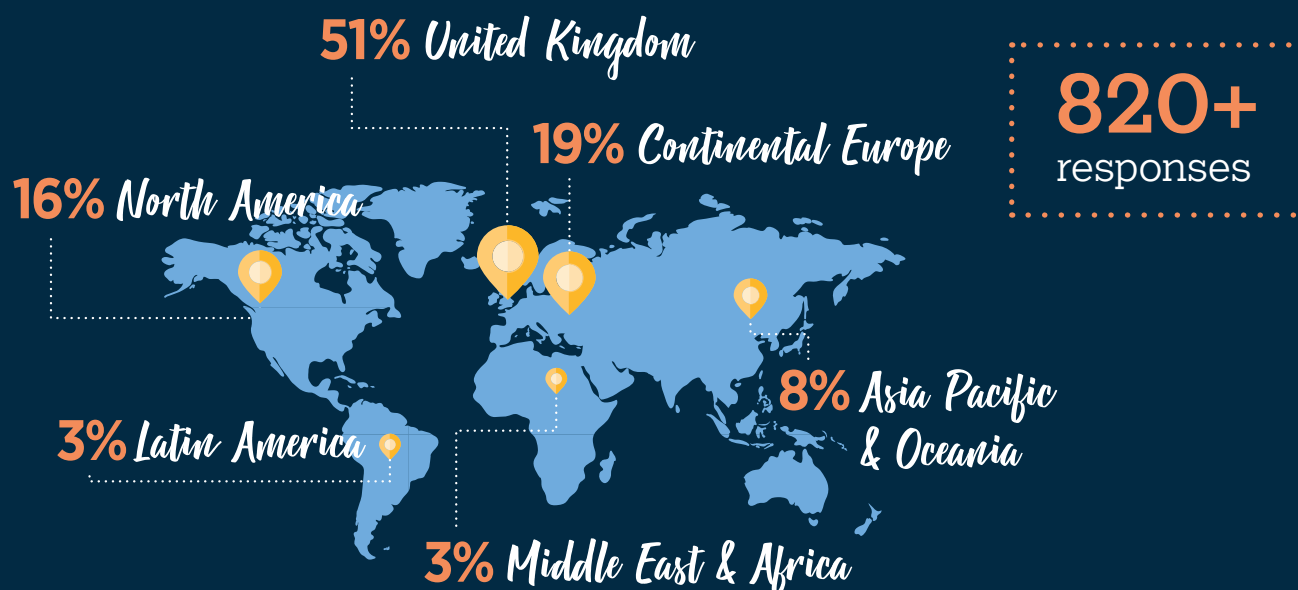 51% United Kingdom
820+
responses
19% Continental Europe
16% North America
8% Asia Pacific
& Oceania
3% Latin America
3% Middle East & Africa